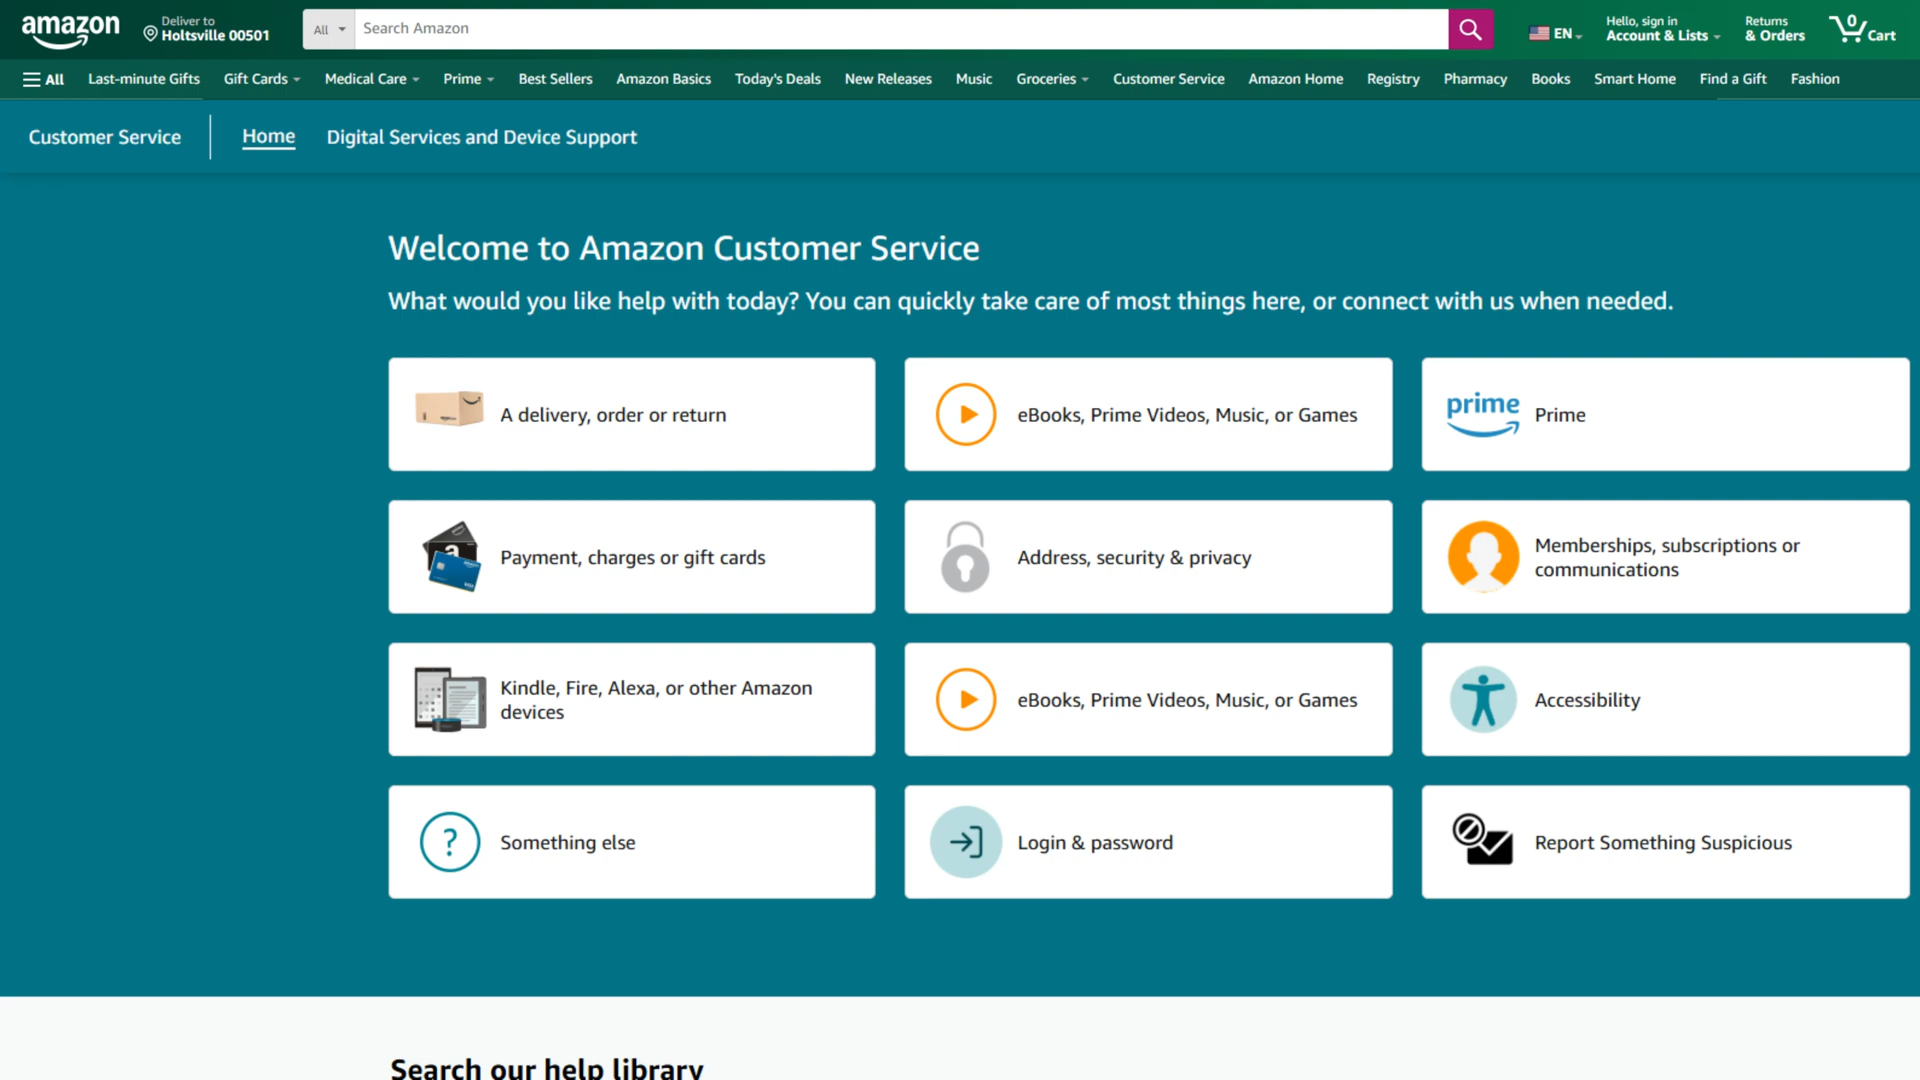 amazon
Deliver to
Holtsville 00501
All
Search Amazon
EN
Hello, sign in
Account & Lists
Returns
& Orders
0
Cart
All
Last-minute Gifts
Gift Cards
Medical Care
Prime
Best Sellers
Amazon Basics
Today's Deals
New Releases
Music
Groceries
Customer Service
Amazon Home
Registry
Pharmacy
Books
Smart Home
Find a Gift
Fashion
Customer Service
Home
Digital Services and Device Support
Welcome to Amazon Customer Service
What would you like help with today? You can quickly take care of most things here, or connect with us when needed.
A delivery, order or return
eBooks, Prime Videos, Music, or Games
prime
Prime
a
VISA
Payment, charges or gift cards
Address, security & privacy
Memberships, subscriptions or
communications
Kindle, Fire, Alexa, or other Amazon
devices
eBooks, Prime Videos, Music, or Games
Accessibility
?
Something else
Login & password
Report Something Suspicious
Search our help library